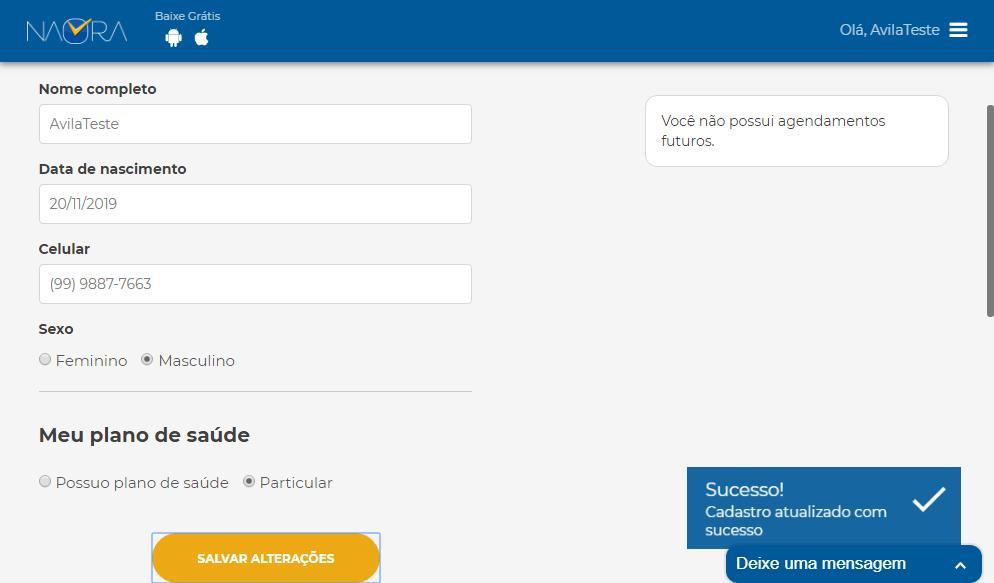 NAORA
Baixe Grátis
Olá, AvilaTeste
Nome completo
AvilaTeste
Data de nascimento
20/11/2019
Celular
(99) 9887-7663
Sexo
Feminino
Masculino
Meu plano de saúde
Possuo plano de saúde
Particular
SALVAR ALTERAÇÕES
Você não possui agendamentos
futuros.
Sucesso!
Cadastro atualizado com
sucesso
Deixe uma mensagem